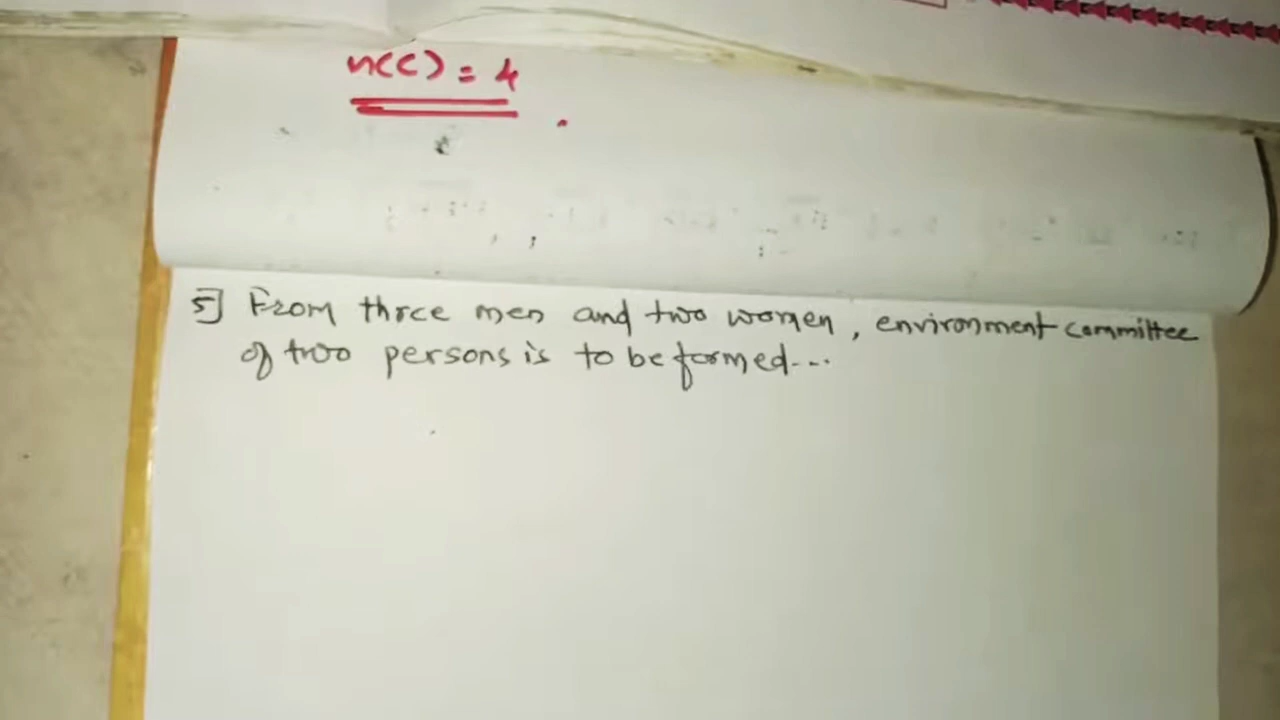 n(C) = 4
5] From three men and two women, environment committee
of two persons is to be formed...